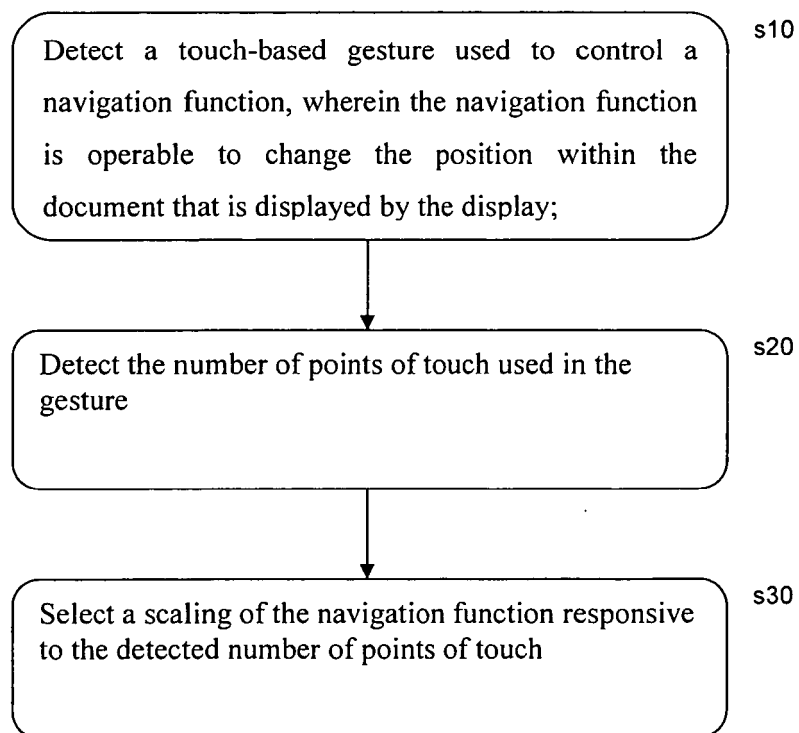 s10
Detect a touch-based gesture used to control a
navigation function, wherein the navigation function
is operable to change the position within the
document that is displayed by the display;
s20
Detect the number of points of touch used in the
gesture
s30
Select a scaling of the navigation function responsive
to the detected number of points of touch